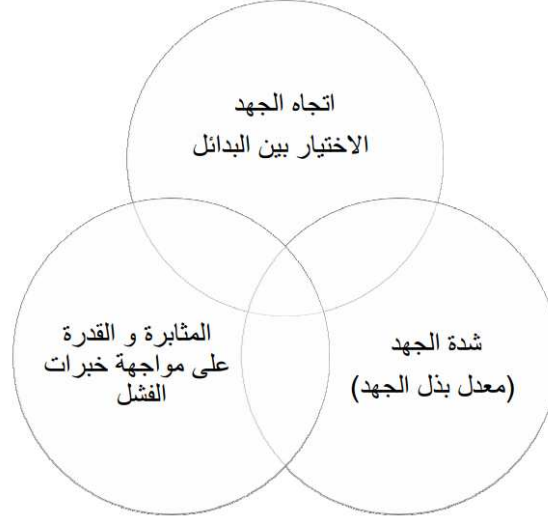 اتجاه الجهد
الاختيار بين البدائل
المثابرة و القدرة
على مواجهة خبرات
الفشل
شدة الجهد
(معدل بذل الجهد)